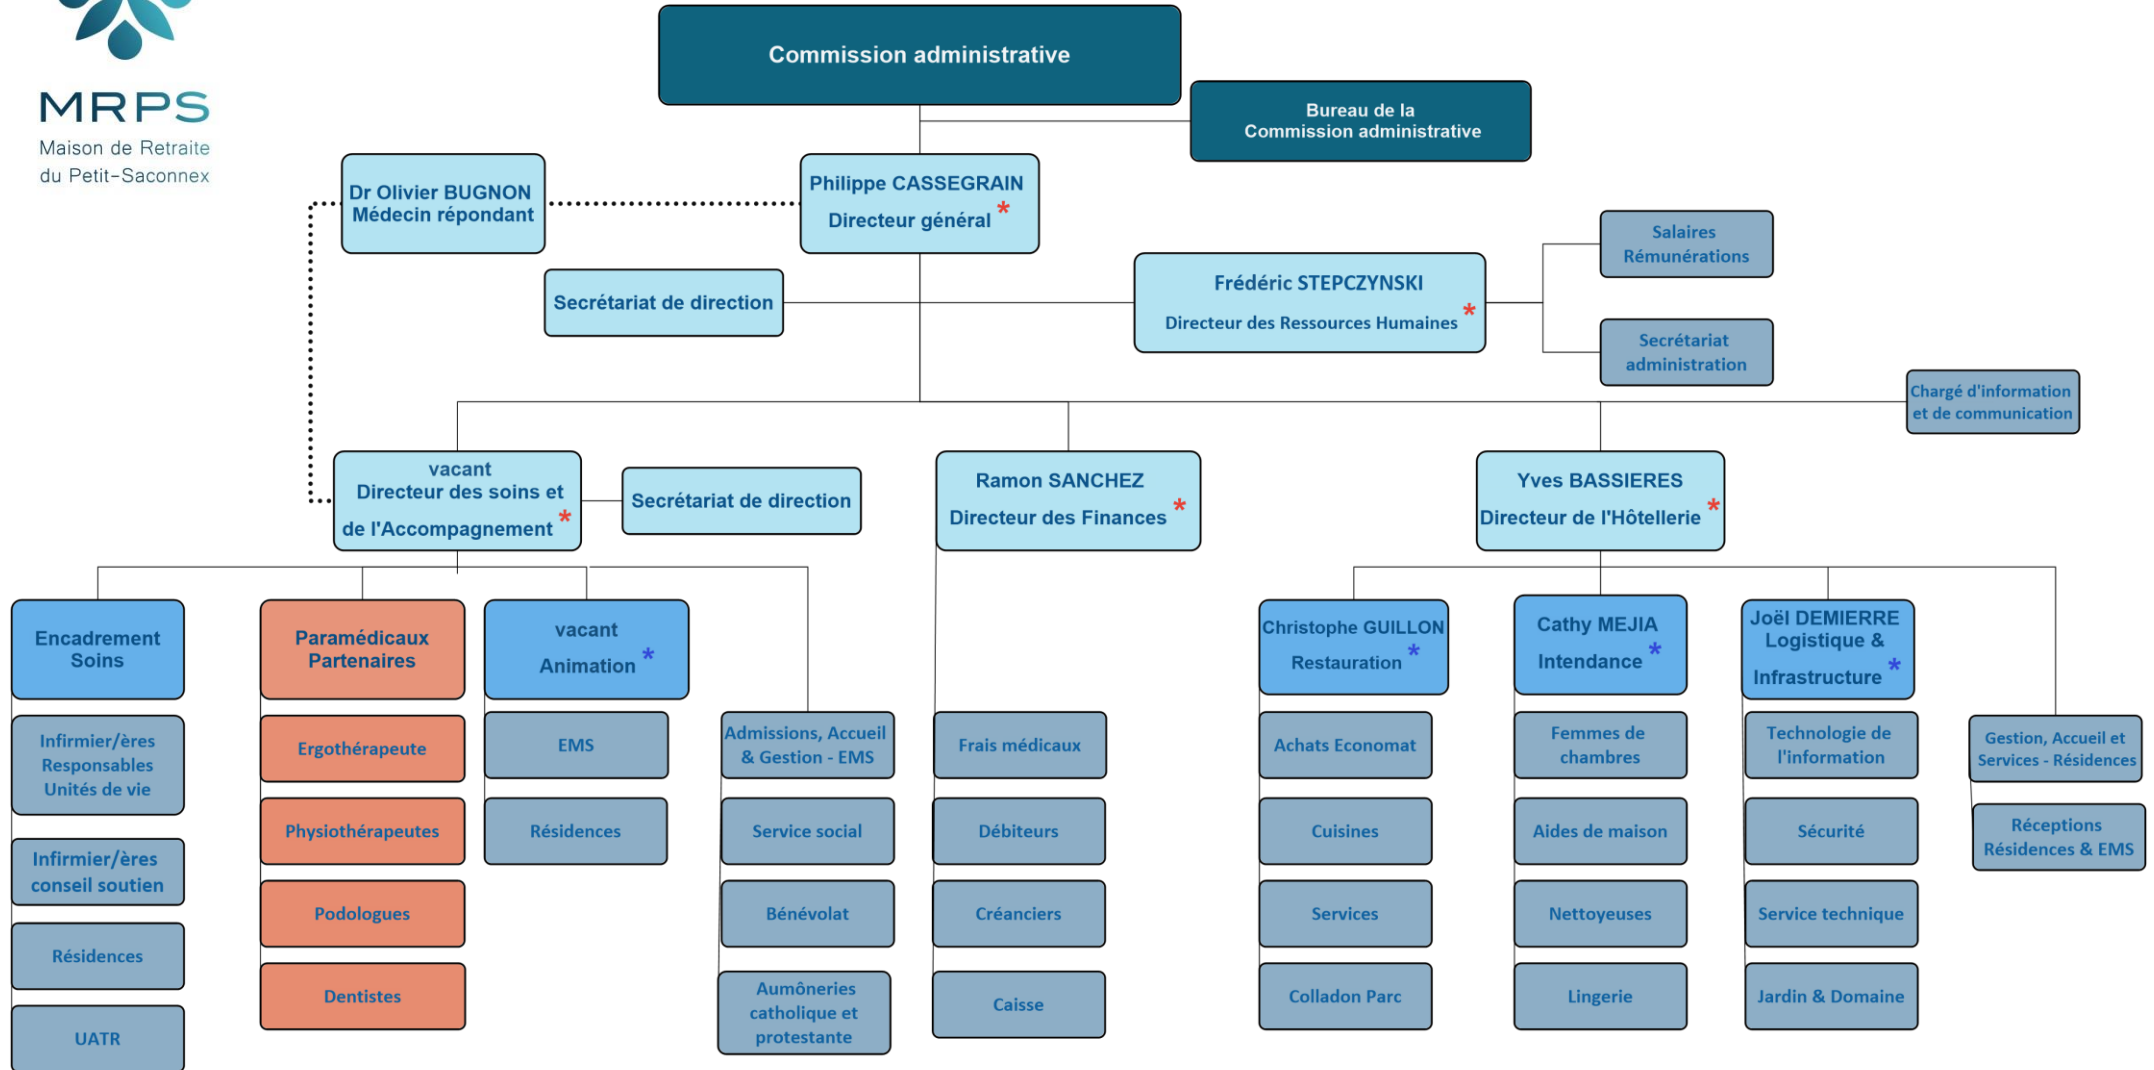 MRPS
Maison de Retraite
du Petit-Saconnex
Commission administrative
Bureau de la
Commission administrative
Dr Olivier BUGNON
Médecin répondant
Philippe CASSEGRAIN
Directeur général *
Secrétariat de direction
Frédéric STEPCZYNSKI
Directeur des Ressources Humaines *
Salaires
Rémunérations
Secrétariat
administration
Chargé d'information
et de communication
vacant
Directeur des soins et
de l'Accompagnement *
Secrétariat de direction
Ramon SANCHEZ
Directeur des Finances *
Yves BASSIERES
Directeur de l'Hôtellerie *
Encadrement
Soins
Infirmier/ères
Responsables
Unités de vie
Infirmier/ères
conseil soutien
Résidences
UATR
Paramédicaux
Partenaires
Ergothérapeute
Physiothérapeutes
Podologues
Dentistes
vacant
Animation *
EMS
Résidences
Admissions, Accueil
& Gestion - EMS
Service social
Bénévolat
Aumôneries
catholique et
protestante
Frais médicaux
Débiteurs
Créanciers
Caisse
Christophe GUILLON
Restauration *
Achats Economat
Cuisines
Services
Colladon Parc
Cathy MEJIA
Intendance *
Femmes de
chambres
Aides de maison
Nettoyeuses
Lingerie
Joël DEMIERRE
Logistique &
Infrastructure *
Technologie de
l'information
Sécurité
Service technique
Jardin & Domaine
Gestion, Accueil et
Services - Résidences
Réceptions
Résidences & EMS